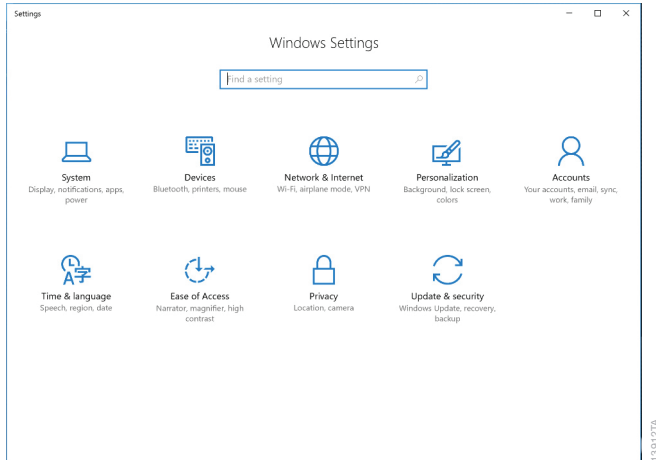 Settings
Windows Settings
Find a setting
System
Display, notifications, apps,
power
Devices
Bluetooth, printers, mouse
Network & Internet
Wi-Fi, airplane mode, VPN
Personalization
Background, lock screen,
colors
Accounts
Your accounts, email, sync,
work, family
A字
Time & language
Speech, region, date
Ease of Access
Narrator, magnifier, high
contrast
Privacy
Location, camera
Update & security
Windows Update, recovery,
backup